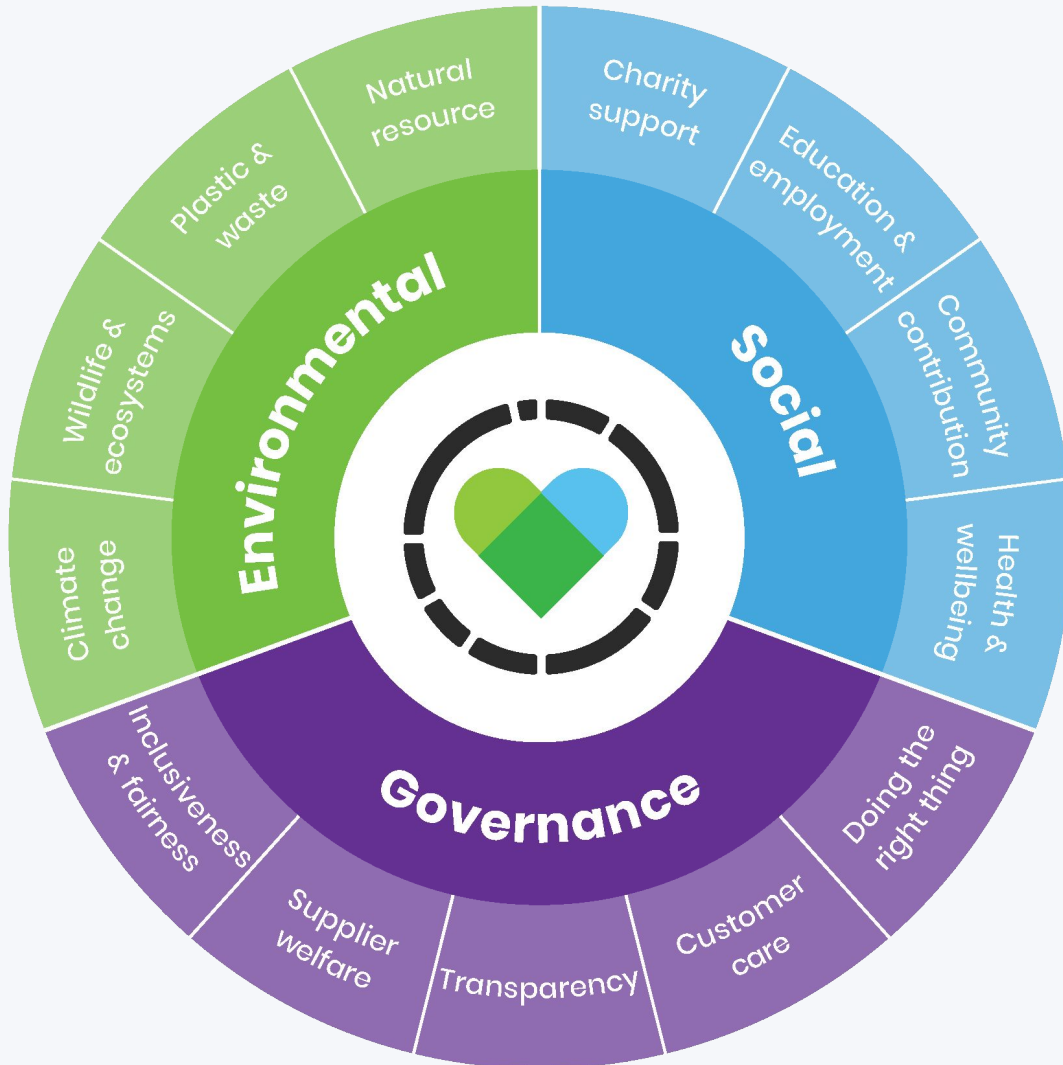 Environmental
Natural
resource
Plastic &
waste
Wildlife &
ecosystems
Climate
change
Social
Charity
support
Education &
employment
Community
contribution
Health &
wellbeing
Governance
Inclusiveness
& fairness
Supplier
welfare
Transparency
Customer
care
Doing the
right thing